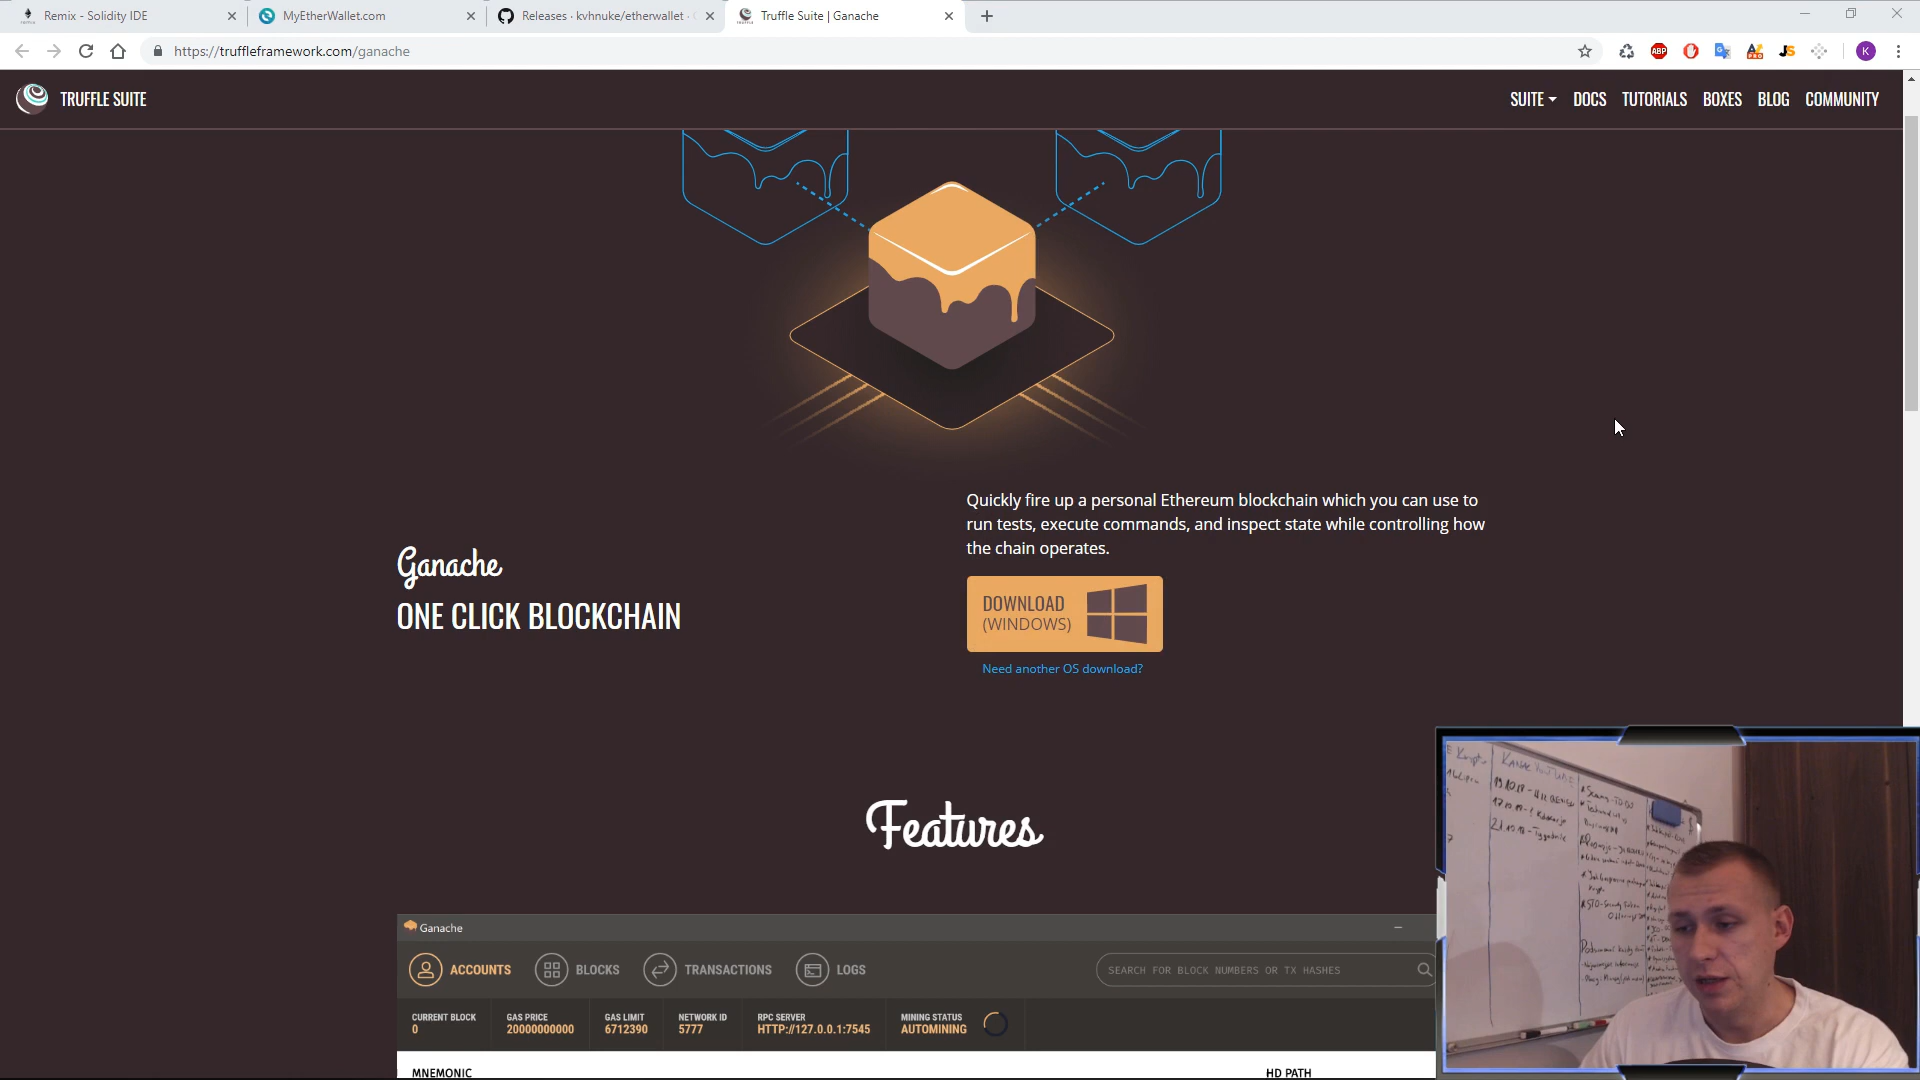 Remix - Solidity IDE
MyEtherWallet.com
Releases · kvhnuke/etherwallet ·
Truffle Suite | Ganache
https://truffleframework.com/ganache
ABP
JS
K
TRUFFLE SUITE
SUITE
DOCS
TUTORIALS
BOXES
BLOG
COMMUNITY
Quickly fire up a personal Ethereum blockchain which you can use to
run tests, execute commands, and inspect state while controlling how
the chain operates.
Ganache
ONE CLICK BLOCKCHAIN
DOWNLOAD
(WINDOWS)
Need another OS download?
Features
Ganache
ACCOUNTS
BLOCKS
TRANSACTIONS
LOGS
SEARCH FOR BLOCK NUMBERS OR TX HASHES
CURRENT BLOCK
0
GAS PRICE
20000000000
GAS LIMIT
6712390
NETWORK ID
5777
RPC SERVER
HTTP://127.0.0.1:7545
MINING STATUS
AUTOMINING
MNEMONIC
HD PATH